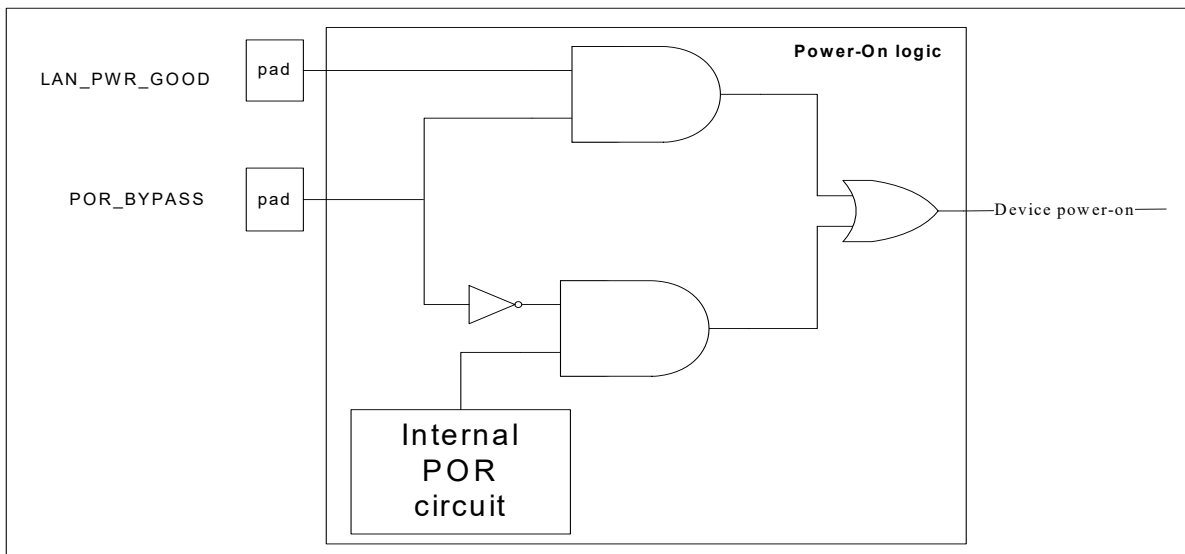 Power-On logic
LAN_PWR_GOOD
pad
POR_BYPASS
pad
Device power-on
Internal
POR
circuit